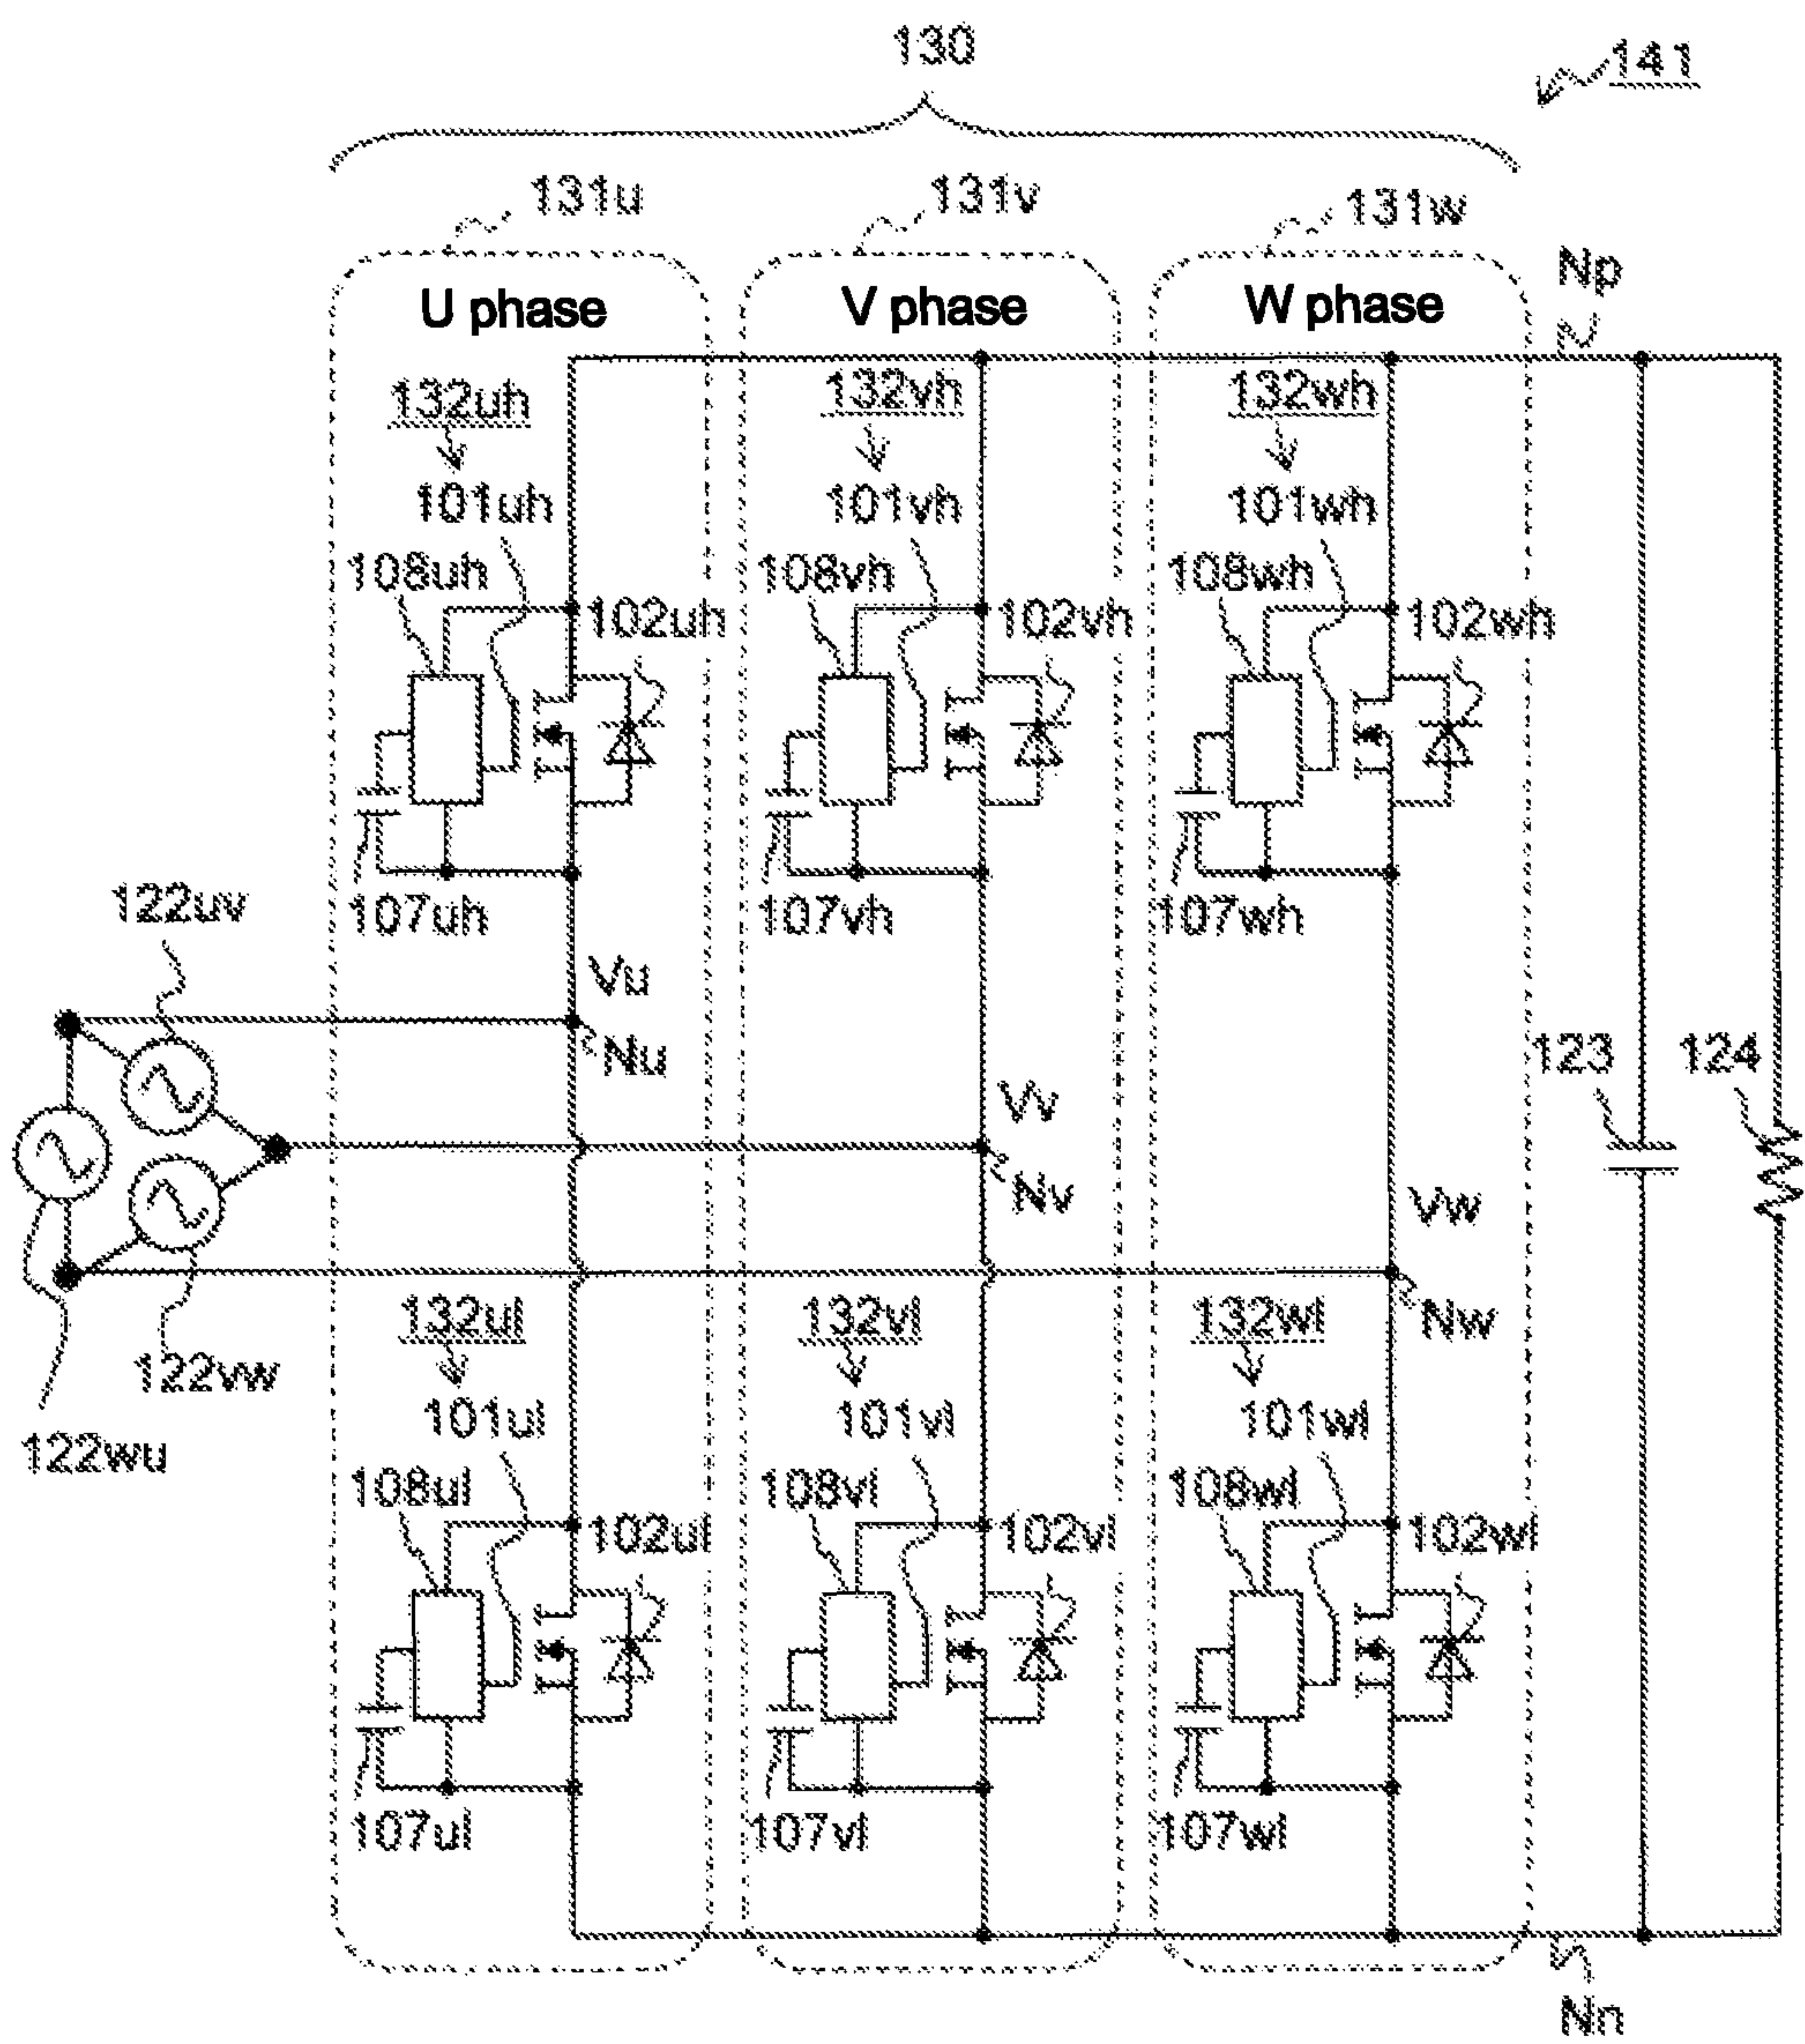 130
141
131u 131v 131w
Np
U phase V phase W phase
132uh 132vh 132wh
101uh 101vh 101wh
108uh 108vh 108wh
102uh 102vh 102wh
107uh 107vh 107wh
122uv
Vu
Nu
123 124
Vv
Nv
Vw
Nw
132ul 132vl 132wl
122vw
101ul 101vl 101wl
122wu
108ul 108vl 108wl
102ul 102vl 102wl
107ul 107vl 107wl
Nn